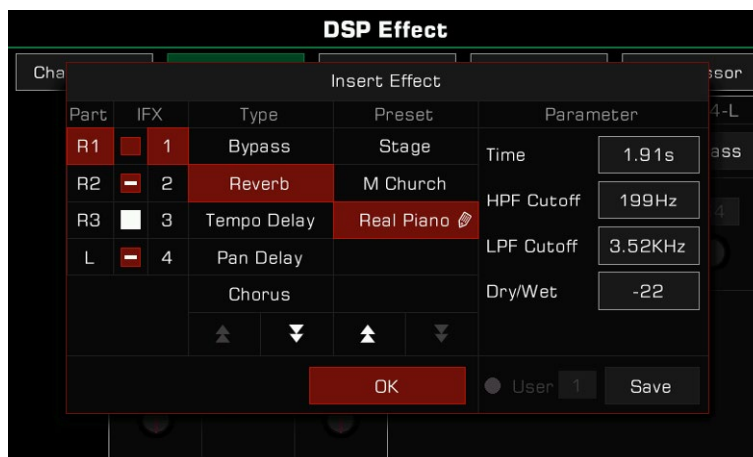 DSP Effect
Cha
ssor
Insert Effect
Part IFX Type Preset Parameter
4-L
R1 1 Bypass Stage
Time 1.91s
ass
R2 2 Reverb M Church
HPF Cutoff 199Hz
R3 3 Tempo Delay Real Piano
4
LPF Cutoff 3.52KHz
L 4 Pan Delay
Chorus
Dry/Wet -22
OK
User 1 Save